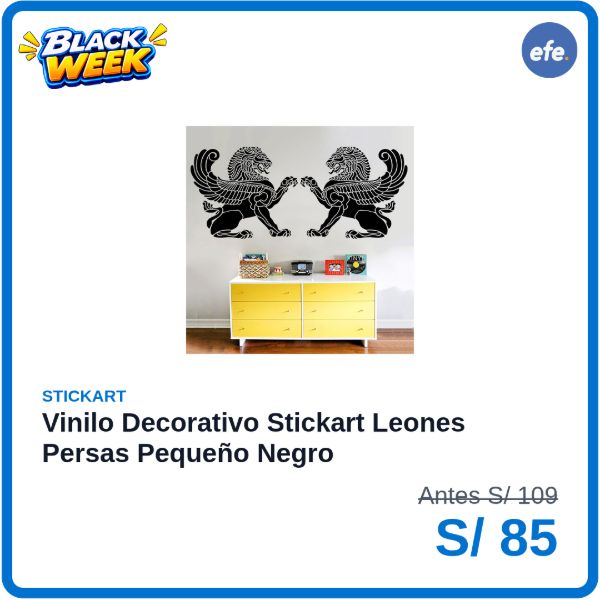 BLACK
WEEK
efe.
STICKART
Vinilo Decorativo Stickart Leones
Persas Pequeño Negro
Antes S/ 109
S/ 85